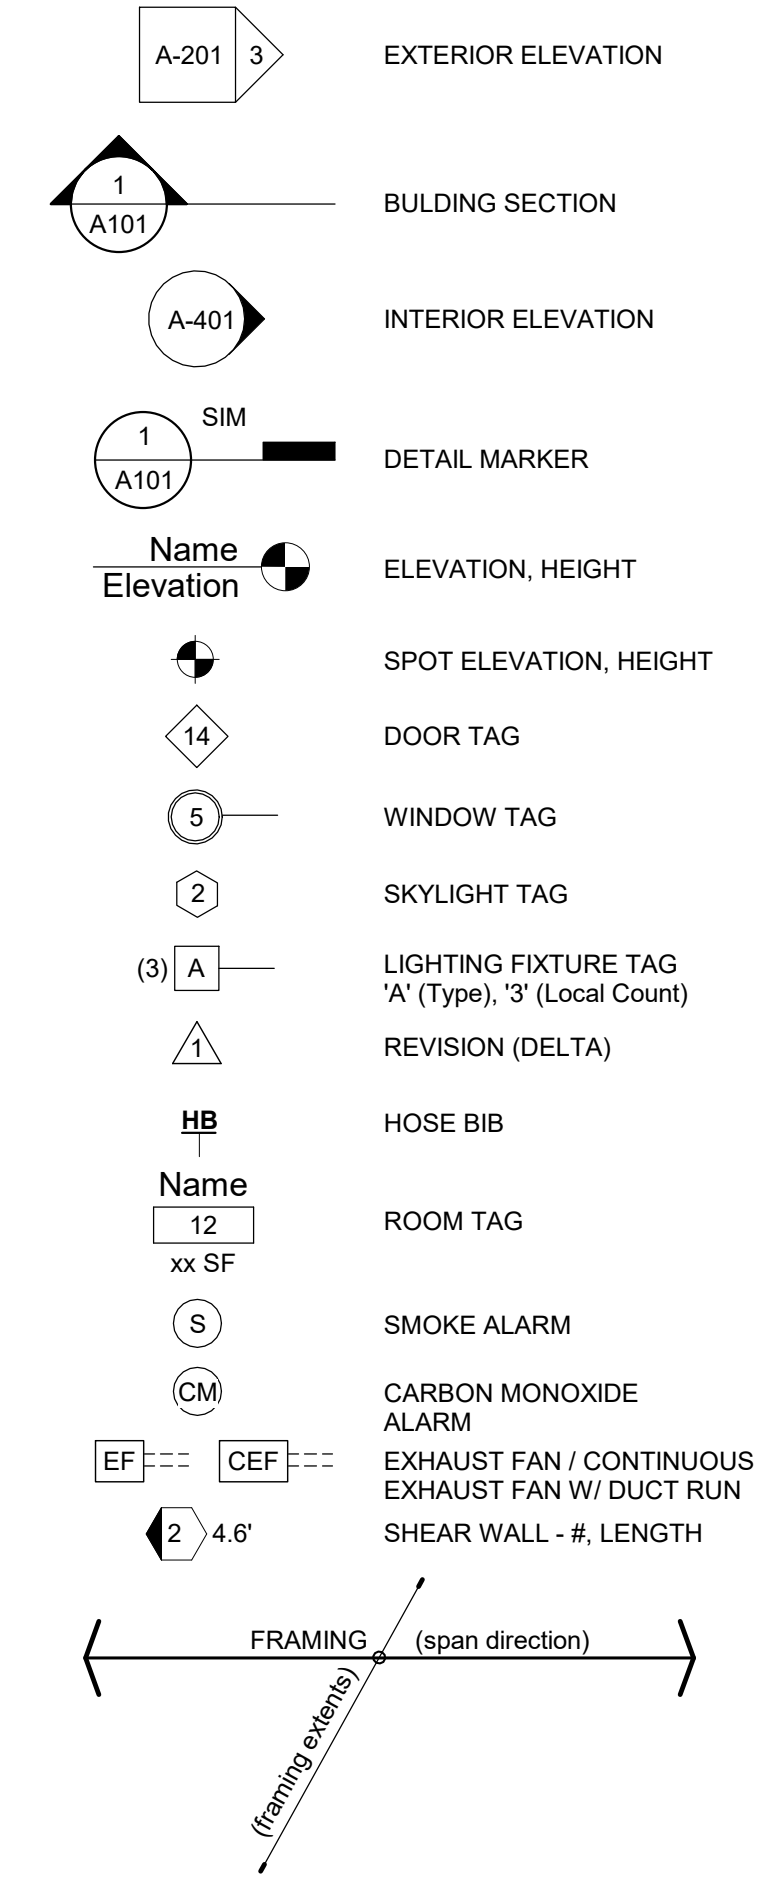 A-201 3 EXTERIOR ELEVATION
1
A101
BULDING SECTION
A-401 INTERIOR ELEVATION
SIM
1
A101
DETAIL MARKER
Name
Elevation
ELEVATION, HEIGHT
SPOT ELEVATION, HEIGHT
14 DOOR TAG
5 WINDOW TAG
2 SKYLIGHT TAG
(3) A LIGHTING FIXTURE TAG
'A' (Type), '3' (Local Count)
1 REVISION (DELTA)
HB HOSE BIB
Name
12 ROOM TAG
xx SF
S SMOKE ALARM
CM CARBON MONOXIDE
ALARM
EF CEF EXHAUST FAN / CONTINUOUS
EXHAUST FAN W/ DUCT RUN
2 4.6' SHEAR WALL - #, LENGTH
FRAMING (span direction)
(framing extents)